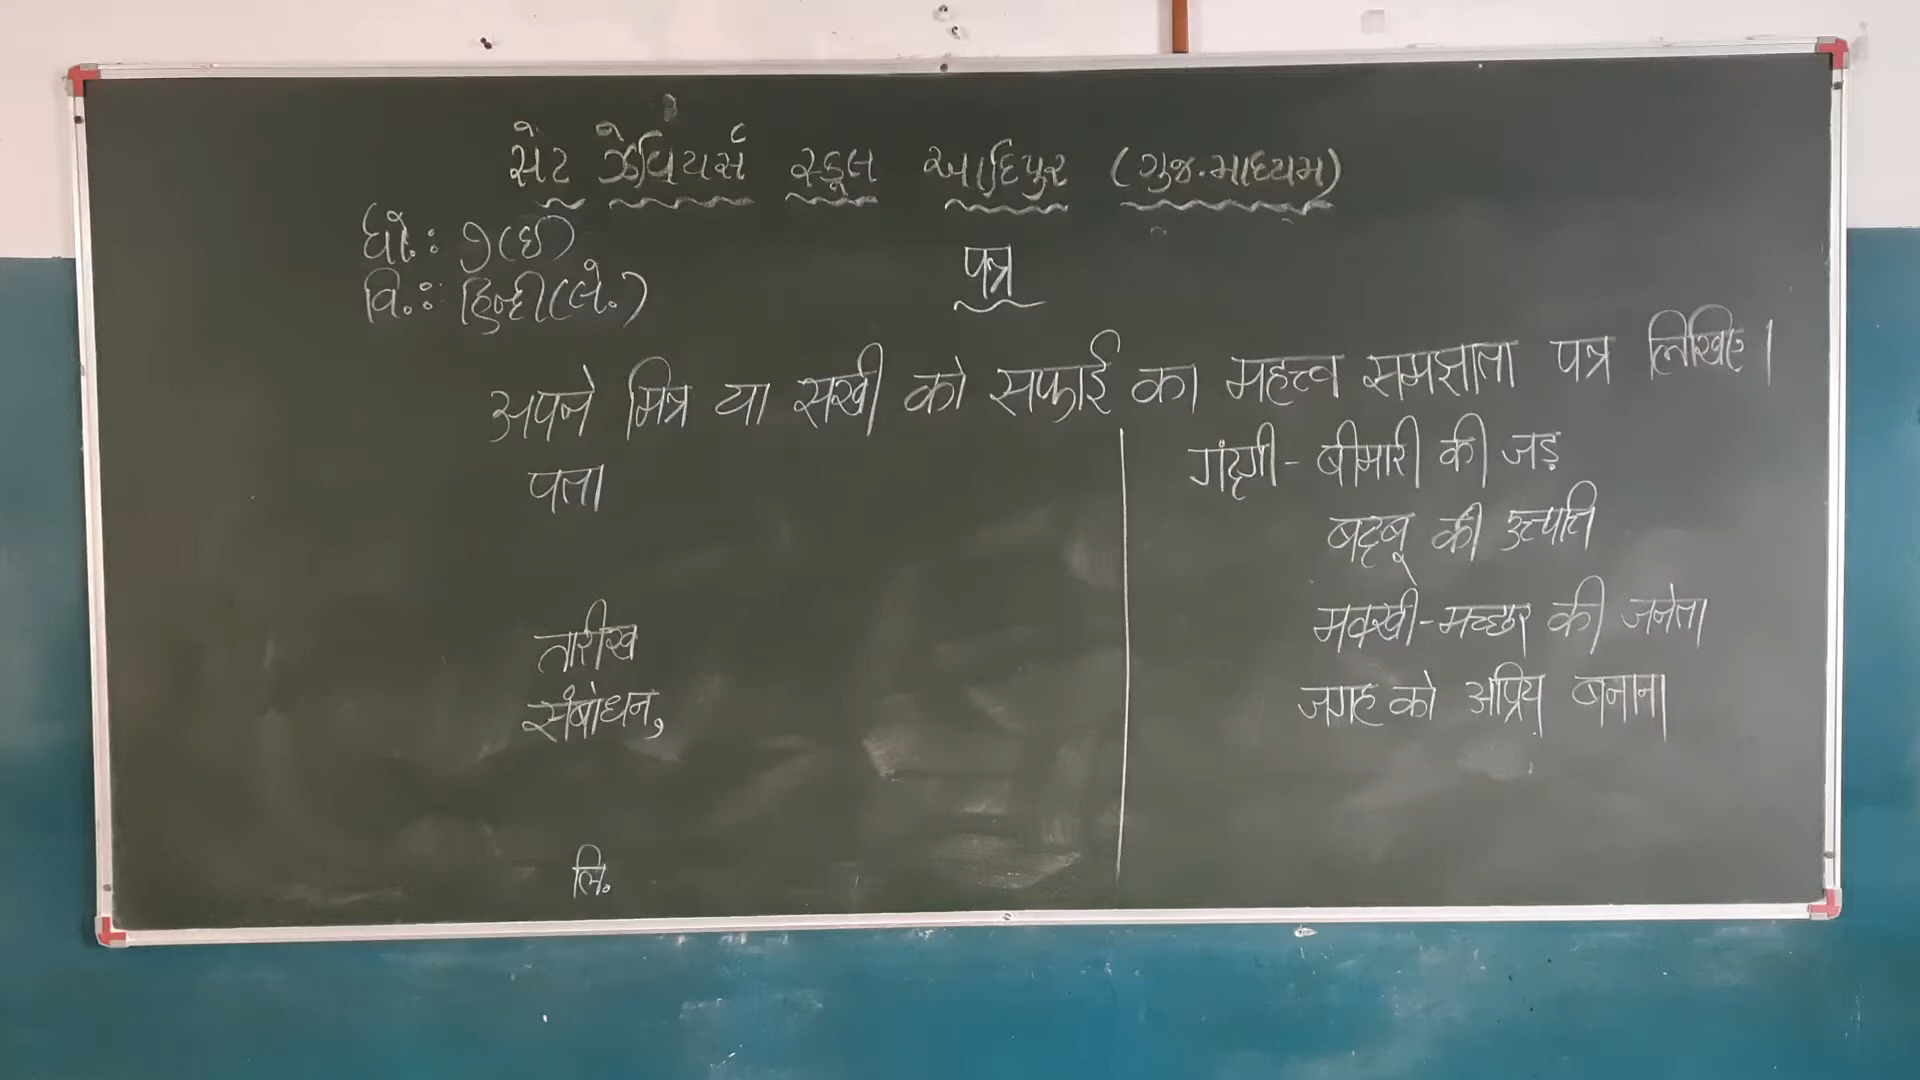 સેંટ ઝેવિયર્સ સ્કૂલ આદિપુર (ગુજ.માધ્યમ)
ધો.: ૭(ઈ)
વિ.: હિન્દી(લે.)
पत्र
अपने मित्र या सखी को सफाई का महत्त्व समझाता पत्र लिखिए।
पता
तारीख
संबोधन,
लि.
गंदगी - बीमारी की जड़
बदबू की उत्पत्ति
मक्खी-मच्छर की जनेता
जगह को अप्रिय बनाना